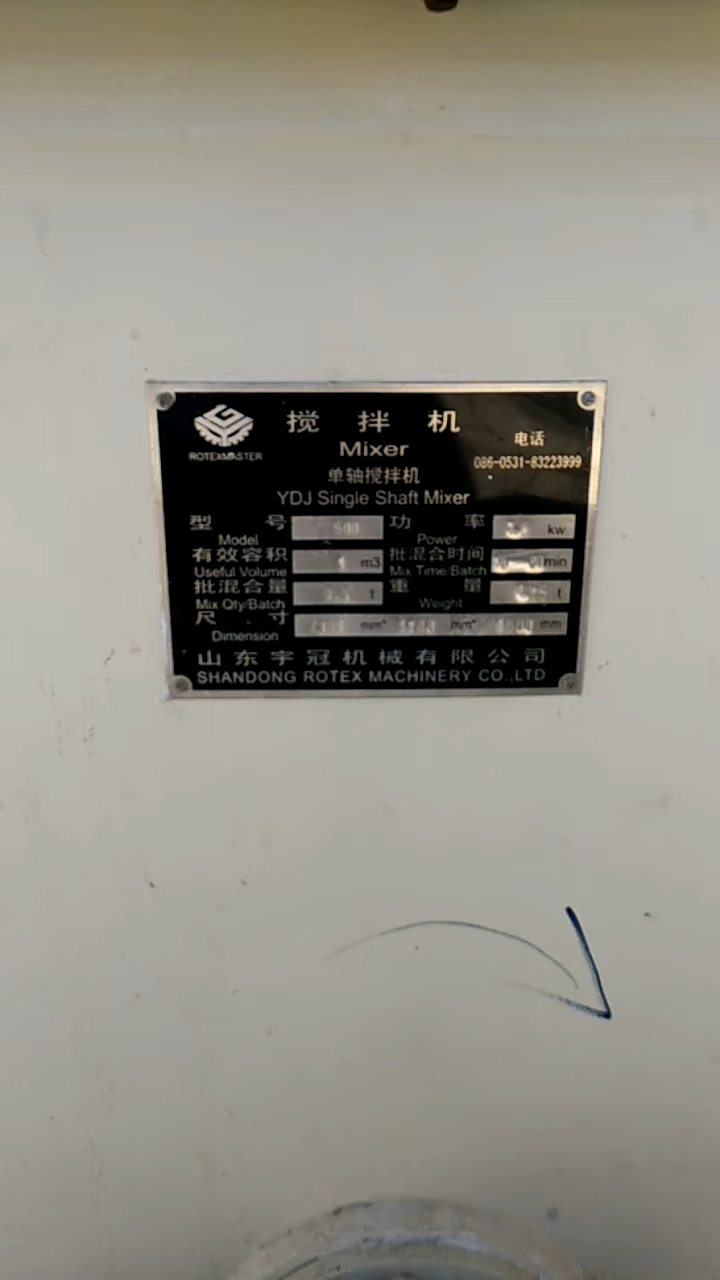 搅拌机
Mixer
ROTEXMASTER
电话
086-0531-83223999
单轴搅拌机
YDJ Single Shaft Mixer
型号 500 功率 kw
Model Power
有效容积 1 m3 批混合时间 min
Useful Volume Mix Time/Batch
批混合量 t 重量 t
Mix Qty/Batch Weight
尺寸 mm* mm* mm
Dimension
山东宇冠机械有限公司
SHANDONG ROTEX MACHINERY CO.,LTD